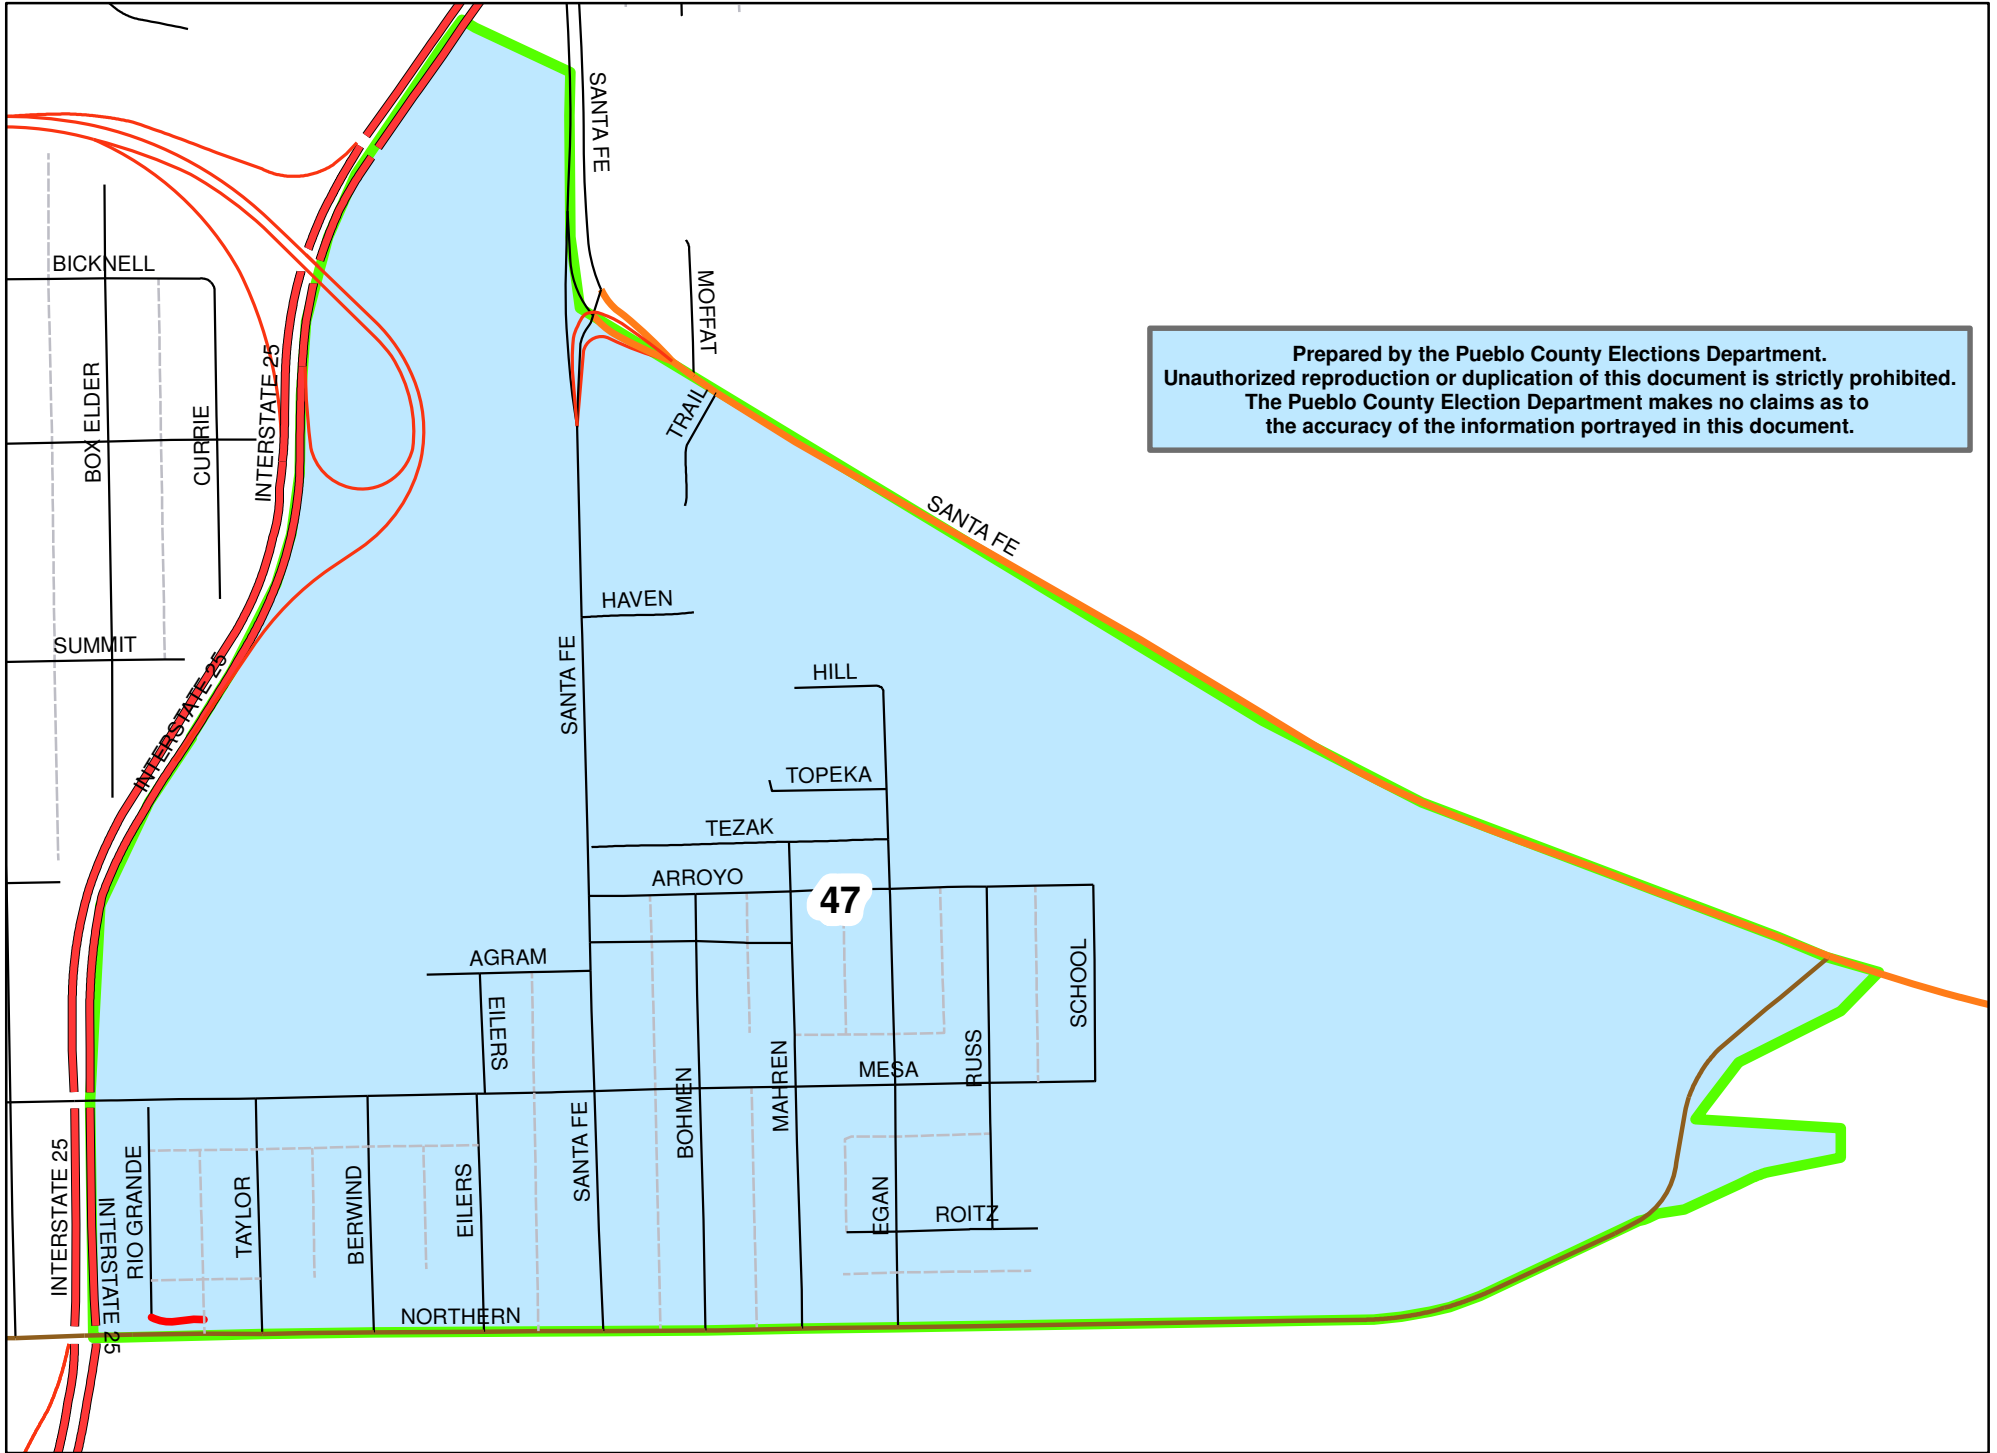 SANTA FE
BICKNELL
MOFFAT
BOX ELDER
CURRIE
INTERSTATE 25
TRAIL
Prepared by the Pueblo County Elections Department.
Unauthorized reproduction or duplication of this document is strictly prohibited.
The Pueblo County Election Department makes no claims as to
the accuracy of the information portrayed in this document.
SANTA FE
HAVEN
SUMMIT
INTERSTATE 25
SANTA FE
HILL
TOPEKA
TEZAK
ARROYO
47
AGRAM
EILERS
SCHOOL
RUSS
MESA
MAHREN
BOHMEN
SANTA FE
INTERSTATE 25
INTERSTATE 25
RIO GRANDE
TAYLOR
BERWIND
EILERS
EGAN
ROITZ
NORTHERN